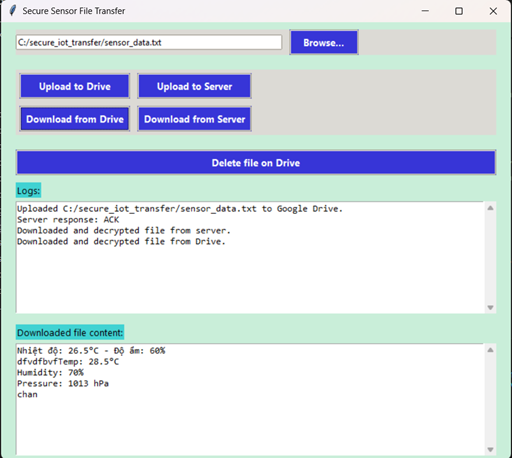 Secure Sensor File Transfer
C:/secure_iot_transfer/sensor_data.txt
Browse...
Upload to Drive
Upload to Server
Download from Drive
Download from Server
Delete file on Drive
Logs:
Uploaded C:/secure_iot_transfer/sensor_data.txt to Google Drive.
Server response: ACK
Downloaded and decrypted file from server.
Downloaded and decrypted file from Drive.
Downloaded file content:
Nhiệt độ: 26.5°C - Độ ẩm: 60%
dfvdfbvfTemp: 28.5°C
Humidity: 70%
Pressure: 1013 hPa
chan